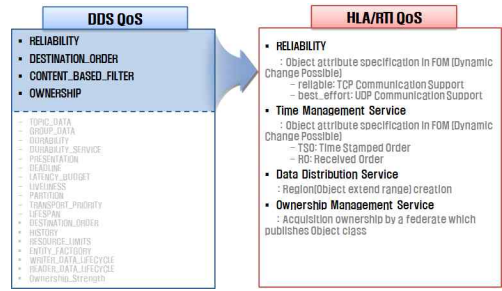 DDS QoS
RELIABILITY
DESTINATION_ORDER
CONTENT_BASED_FILTER
OWNERSHIP
TOPIC_DATA
GROUP_DATA
DURABILITY
DURABILITY_SERVICE
PRESENTATION
DEADLINE
LATENCY_BUDGET
LIVELINESS
PARTITION
TRANSPORT_PRIORITY
LIFESPAN
DESTINATION_ORDER
HISTORY
RESOURCE_LIMITS
ENTITY_FACTORY
WRITER_DATA_LIFECYCLE
READER_DATA_LIFECYCLE
Ownership_Strength
HLA/RTI QoS
RELIABILITY
: Object attribute specification in FOM (Dynamic
Change Possible)
– reliable: TCP Communication Support
– best_effort: UDP Communication Support
Time Management Service
: Object attribute specification in FOM (Dynamic
Change Possible)
– TSO: Time Stamped Order
– RO: Received Order
Data Distribution Service
: Region(Object extend range) creation
Ownership Management Service
: Acquisition ownership by a federate which
publishes Object class